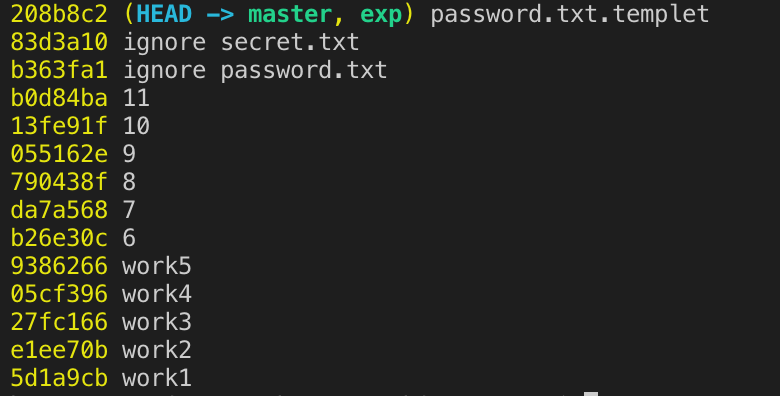 208b8c2 (HEAD -> master, exp) password.txt.templet
83d3a10 ignore secret.txt
b363fa1 ignore password.txt
b0d84ba 11
13fe91f 10
055162e 9
790438f 8
da7a568 7
b26e30c 6
9386266 work5
05cf396 work4
27fc166 work3
e1ee70b work2
5d1a9cb work1